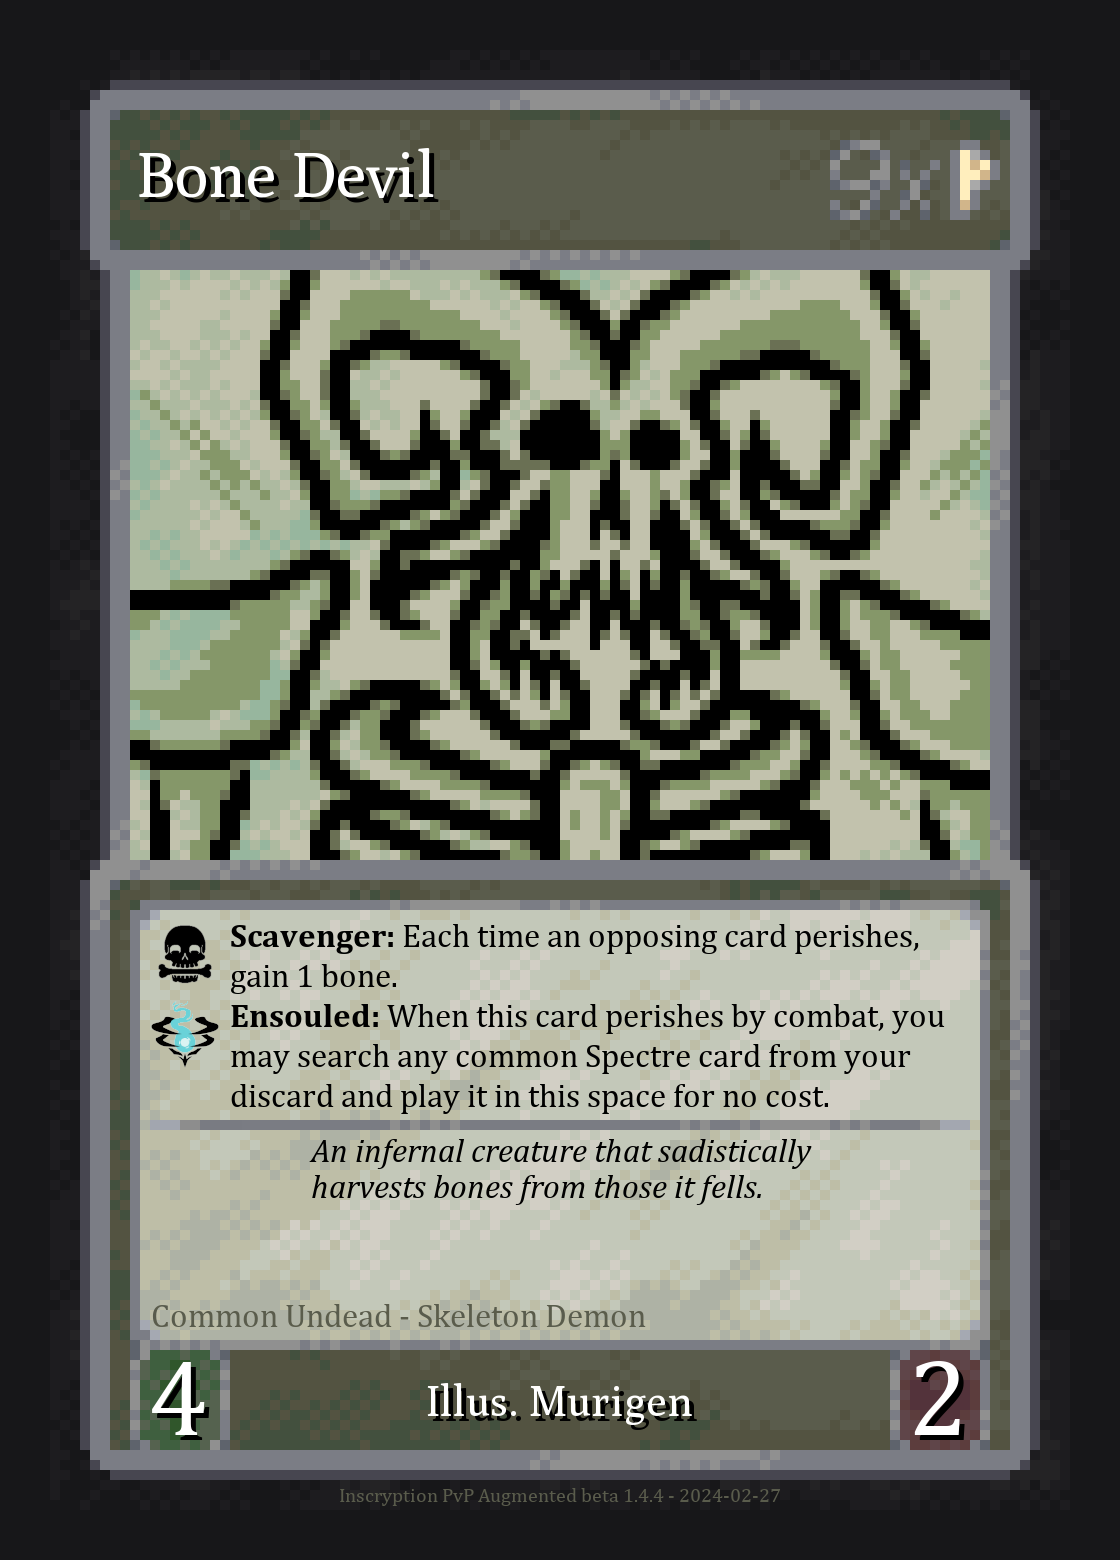 Bone Devil
9x
Scavenger: Each time an opposing card perishes,
gain 1 bone.
Ensouled: When this card perishes by combat, you
may search any common Spectre card from your
discard and play it in this space for no cost.
An infernal creature that sadistically
harvests bones from those it fells.
Common Undead - Skeleton Demon
4
Illus. Murigen
2
Inscryption PvP Augmented beta 1.4.4 - 2024-02-27